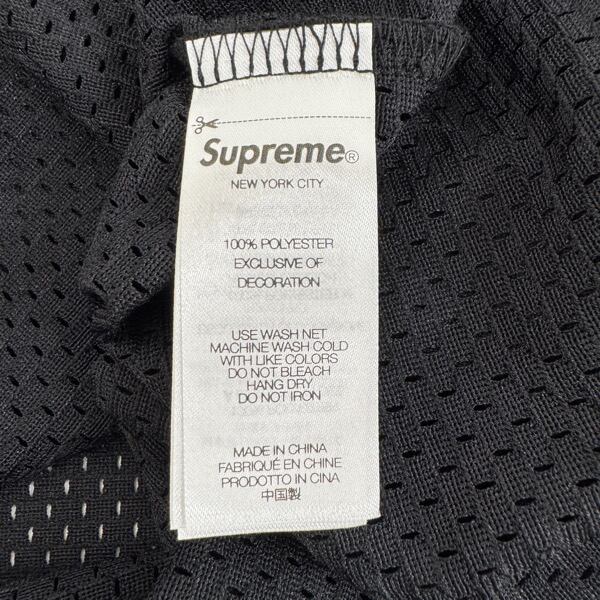 Supreme®
NEW YORK CITY
100% POLYESTER
EXCLUSIVE OF
DECORATION
USE WASH NET
MACHINE WASH COLD
WITH LIKE COLORS
DO NOT BLEACH
HANG DRY
DO NOT IRON
MADE IN CHINA
FABRIQUÉ EN CHINE
PRODOTTO IN CINA
中国製